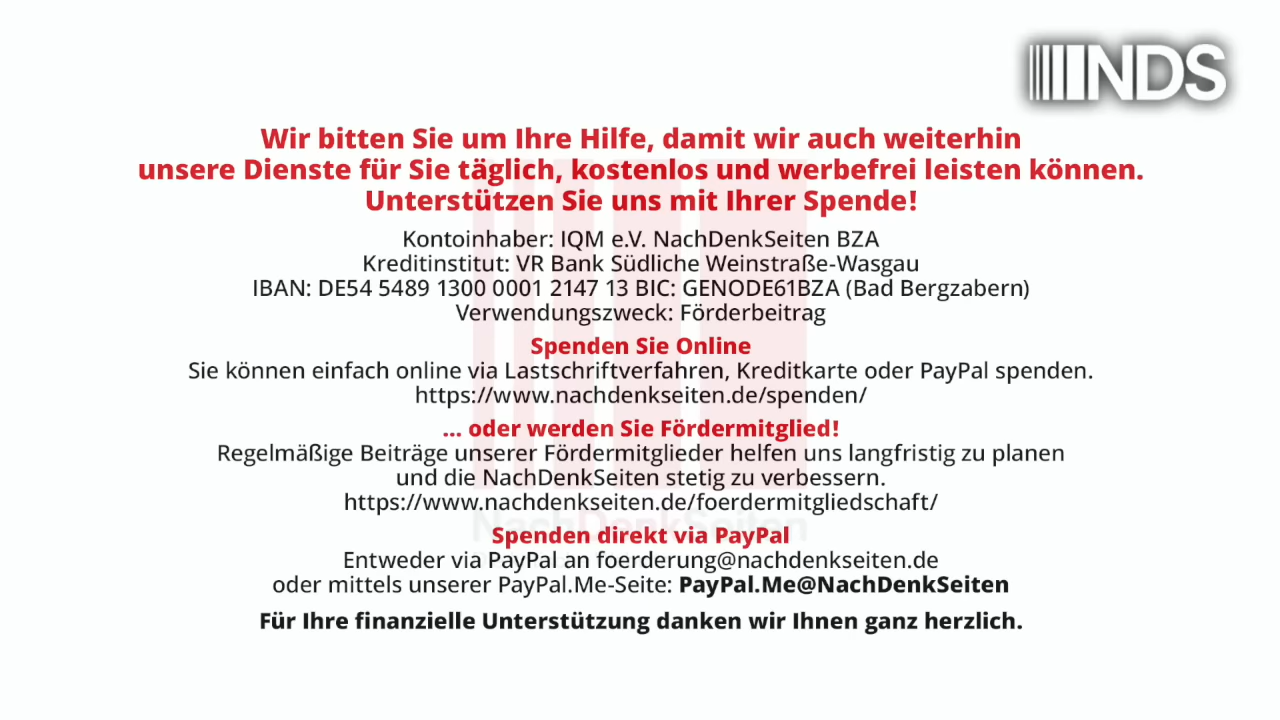 NDS
Wir bitten Sie um Ihre Hilfe, damit wir auch weiterhin
unsere Dienste für Sie täglich, kostenlos und werbefrei leisten können.
Unterstützen Sie uns mit Ihrer Spende!
Kontoinhaber: IQM e.V. NachDenkSeiten BZA
Kreditinstitut: VR Bank Südliche Weinstraße-Wasgau
IBAN: DE54 5489 1300 0001 2147 13 BIC: GENODE61BZA (Bad Bergzabern)
Verwendungszweck: Förderbeitrag
Spenden Sie Online
Sie können einfach online via Lastschriftverfahren, Kreditkarte oder PayPal spenden.
https://www.nachdenkseiten.de/spenden/
... oder werden Sie Fördermitglied!
Regelmäßige Beiträge unserer Fördermitglieder helfen uns langfristig zu planen
und die NachDenkSeiten stetig zu verbessern.
https://www.nachdenkseiten.de/foerdermitgliedschaft/
NachDenkSeiten
Spenden direkt via PayPal
Entweder via PayPal an foerderung@nachdenkseiten.de
oder mittels unserer PayPal.Me-Seite: PayPal.Me@NachDenkSeiten
Für Ihre finanzielle Unterstützung danken wir Ihnen ganz herzlich.